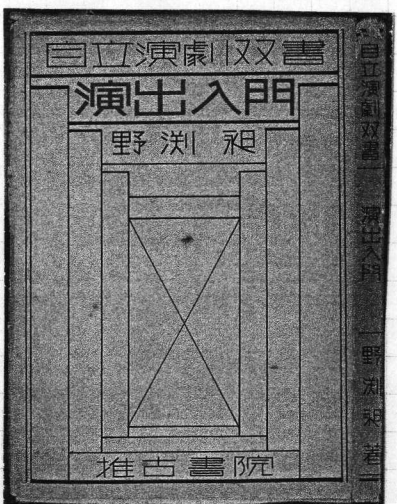 自立演劇双書
演出入門
野渕昶
推古書院
自立演劇双書
演出入門
野渕昶著